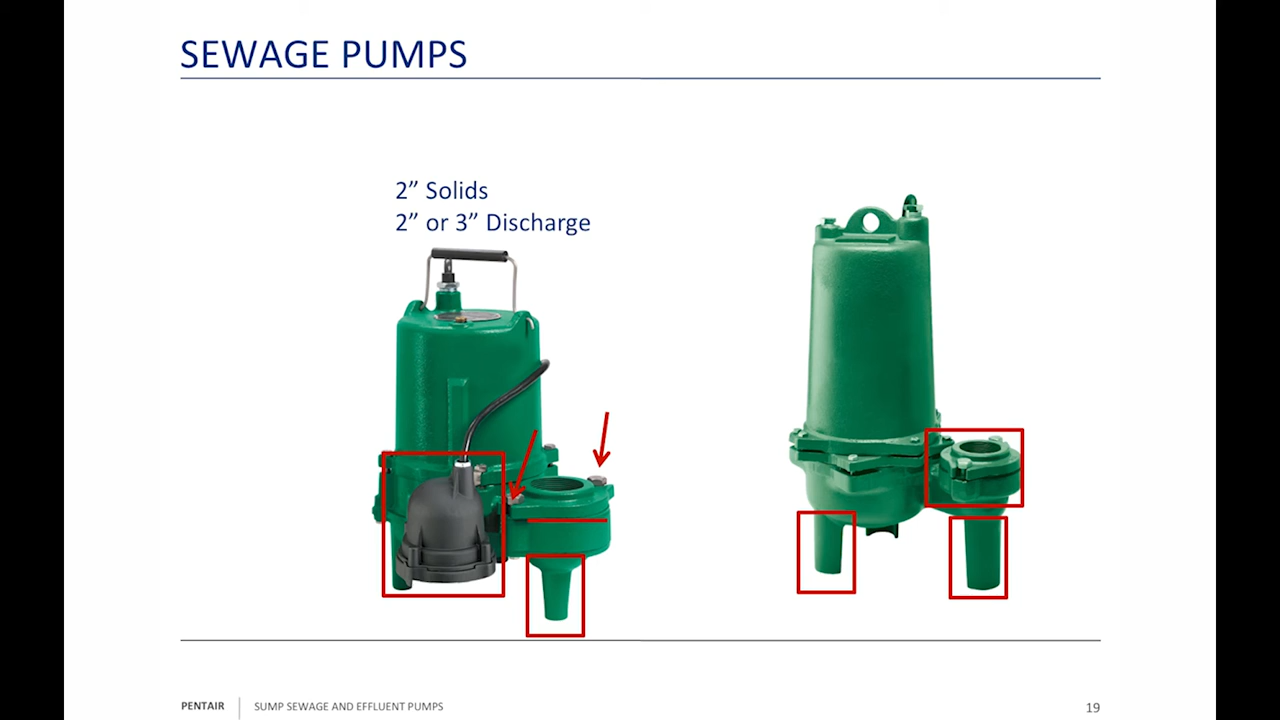 SEWAGE PUMPS
2” Solids
2” or 3” Discharge
PENTAIR
SUMP SEWAGE AND EFFLUENT PUMPS
19